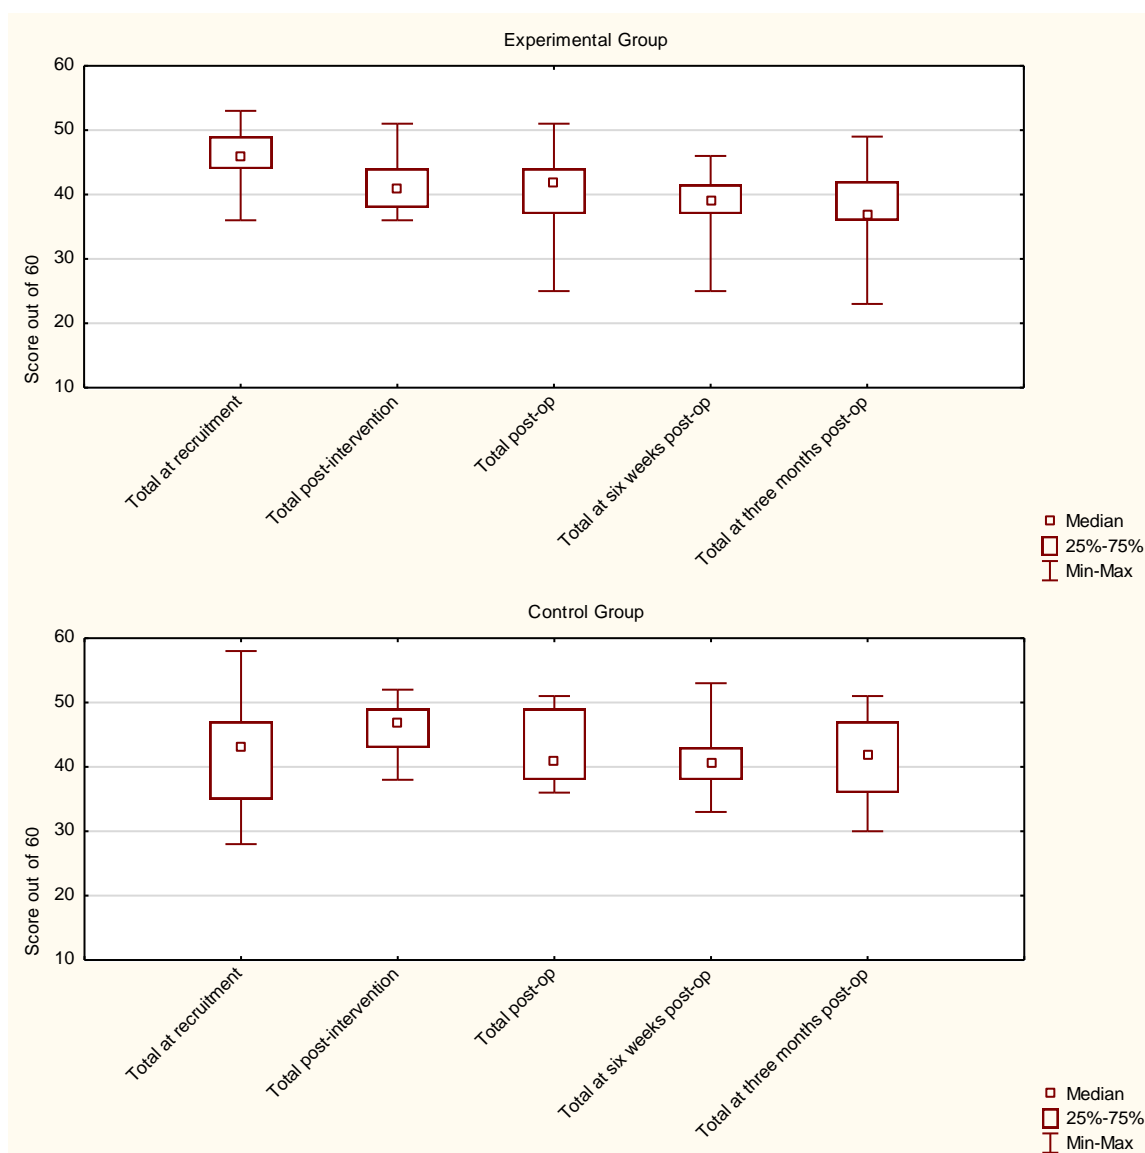 Experimental Group
60
50
40
30
20
10
Score out of 60
Total at recruitment
Total post-intervention
Total post-op
Total at six weeks post-op
Total at three months post-op
Median
25%-75%
Min-Max
Control Group
60
50
40
30
20
10
Score out of 60
Total at recruitment
Total post-intervention
Total post-op
Total at six weeks post-op
Total at three months post-op
Median
25%-75%
Min-Max